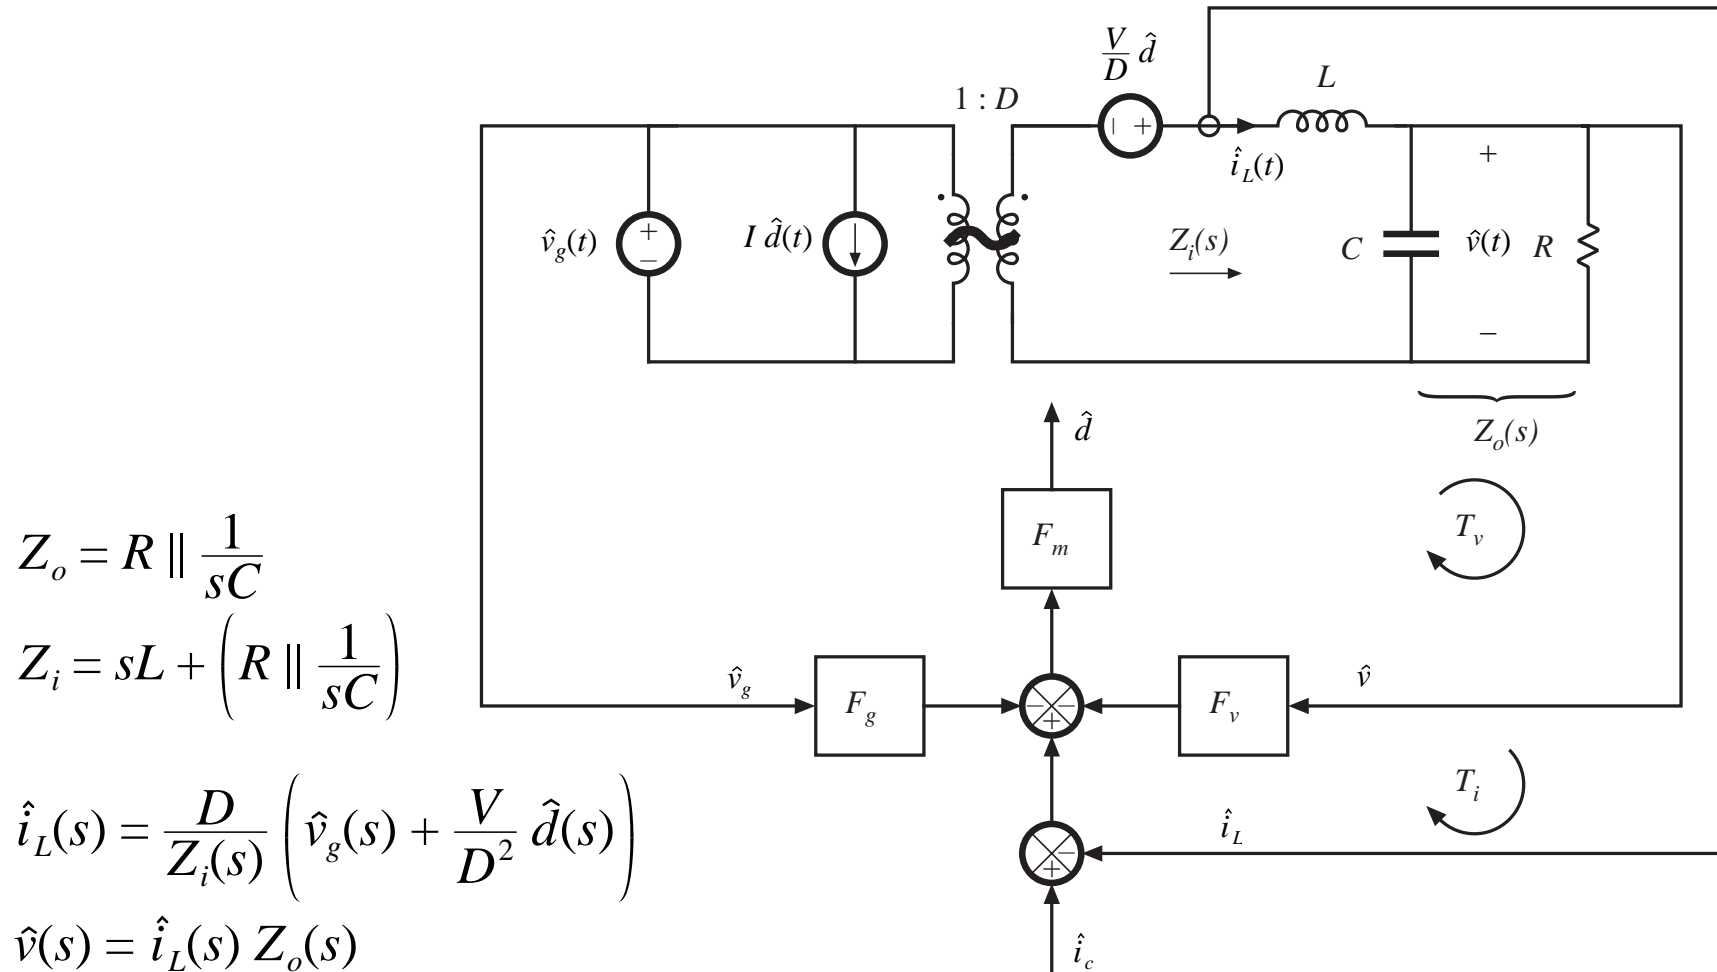 V/D d̂
L
1 : D
+
î_L(t)
v̂_g(t)
+
−
I d̂(t)
−
+
Z_i(s)
C
v̂(t)
R
−
d̂
Z_o(s)
F_m
T_v
Z_o = R || 1/sC
Z_i = sL + (R || 1/sC)
v̂_g
F_g
−
−
+
F_v
v̂
T_i
î_L(s) = D/Z_i(s) (v̂_g(s) + V/D² d̂(s))
î_L
−
+
v̂(s) = î_L(s) Z_o(s)
î_c